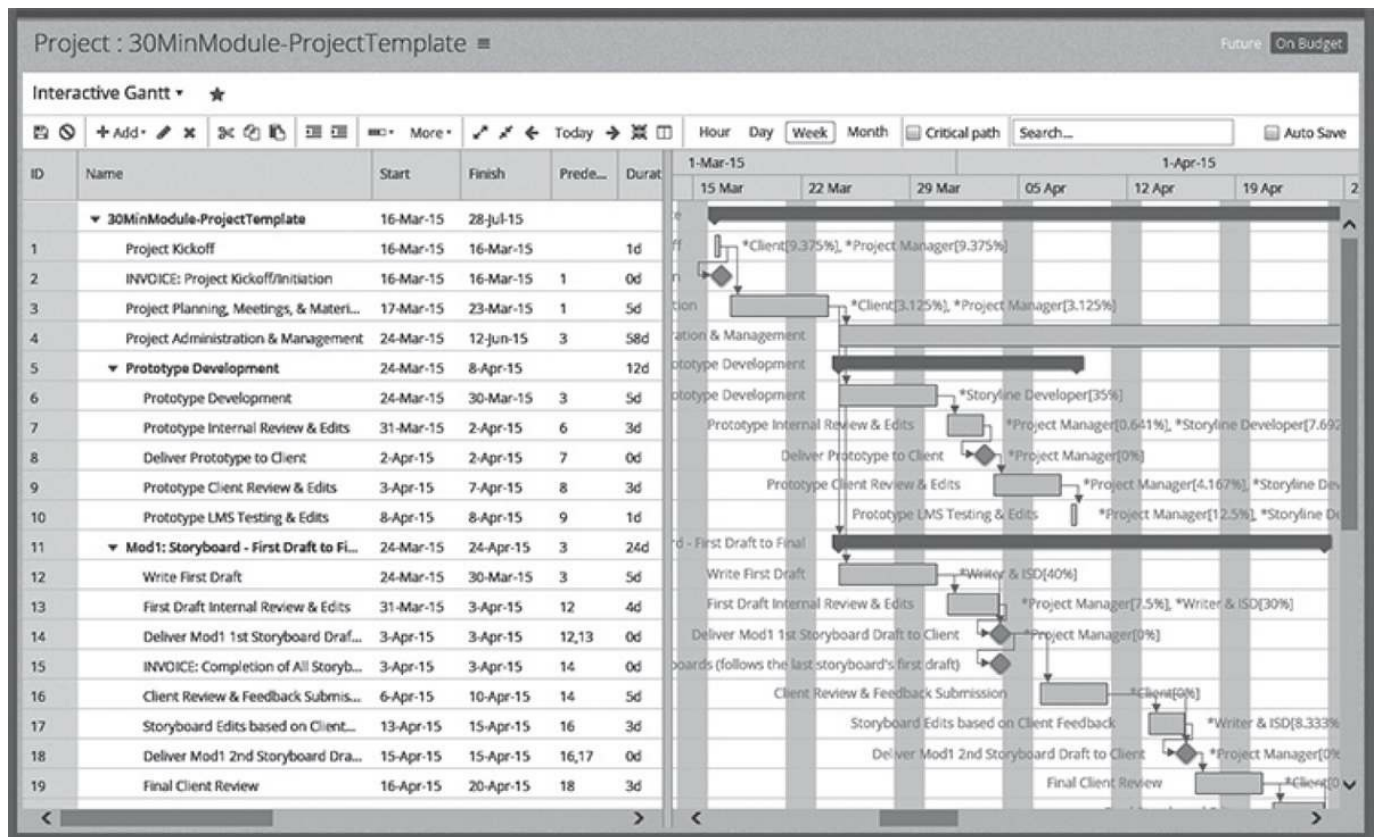 Project : 30MinModule-ProjectTemplate
Future On Budget
Interactive Gantt
Add More Today Hour Day Week Month Critical path Search... Auto Save
ID Name Start Finish Prede... Durat
1-Mar-15 1-Apr-15
15 Mar 22 Mar 29 Mar 05 Apr 12 Apr 19 Apr 2
30MinModule-ProjectTemplate 16-Mar-15 28-Jul-15
1 Project Kickoff 16-Mar-15 16-Mar-15 1d *Client[9.375%], *Project Manager[9.375%]
2 INVOICE: Project Kickoff/Initiation 16-Mar-15 16-Mar-15 1 0d
3 Project Planning, Meetings, & Materi... 17-Mar-15 23-Mar-15 1 5d *Client[3.125%], *Project Manager[3.125%]
4 Project Administration & Management 24-Mar-15 12-Jun-15 3 58d ration & Management
5 Prototype Development 24-Mar-15 8-Apr-15 12d ototype Development
6 Prototype Development 24-Mar-15 30-Mar-15 3 5d ototype Development *Storyline Developer[35%]
7 Prototype Internal Review & Edits 31-Mar-15 2-Apr-15 6 3d Prototype Internal Review & Edits *Project Manager[0.641%], *Storyline Developer[7.692
8 Deliver Prototype to Client 2-Apr-15 2-Apr-15 7 0d Deliver Prototype to Client *Project Manager[0%]
9 Prototype Client Review & Edits 3-Apr-15 7-Apr-15 8 3d Prototype Client Review & Edits *Project Manager[4.167%], *Storyline Dev
10 Prototype LMS Testing & Edits 8-Apr-15 8-Apr-15 9 1d Prototype LMS Testing & Edits *Project Manager[12.5%], *Storyline De
11 Mod1: Storyboard - First Draft to Fi... 24-Mar-15 24-Apr-15 3 24d rd - First Draft to Final
12 Write First Draft 24-Mar-15 30-Mar-15 3 5d Write First Draft *Writer & ISD[40%]
13 First Draft Internal Review & Edits 31-Mar-15 3-Apr-15 12 4d First Draft Internal Review & Edits *Project Manager[7.5%], *Writer & ISD[30%]
14 Deliver Mod1 1st Storyboard Draf... 3-Apr-15 3-Apr-15 12,13 0d Deliver Mod1 1st Storyboard Draft to Client *Project Manager[0%]
15 INVOICE: Completion of All Storyb... 3-Apr-15 3-Apr-15 14 0d boards (follows the last storyboard's first draft)
16 Client Review & Feedback Submis... 6-Apr-15 10-Apr-15 14 5d Client Review & Feedback Submission *Client[0%]
17 Storyboard Edits based on Client... 13-Apr-15 15-Apr-15 16 3d Storyboard Edits based on Client Feedback *Writer & ISD[8.333%
18 Deliver Mod1 2nd Storyboard Dra... 15-Apr-15 15-Apr-15 16,17 0d Deliver Mod1 2nd Storyboard Draft to Client *Project Manager[0%
19 Final Client Review 16-Apr-15 20-Apr-15 18 3d Final Client Review *Client[0